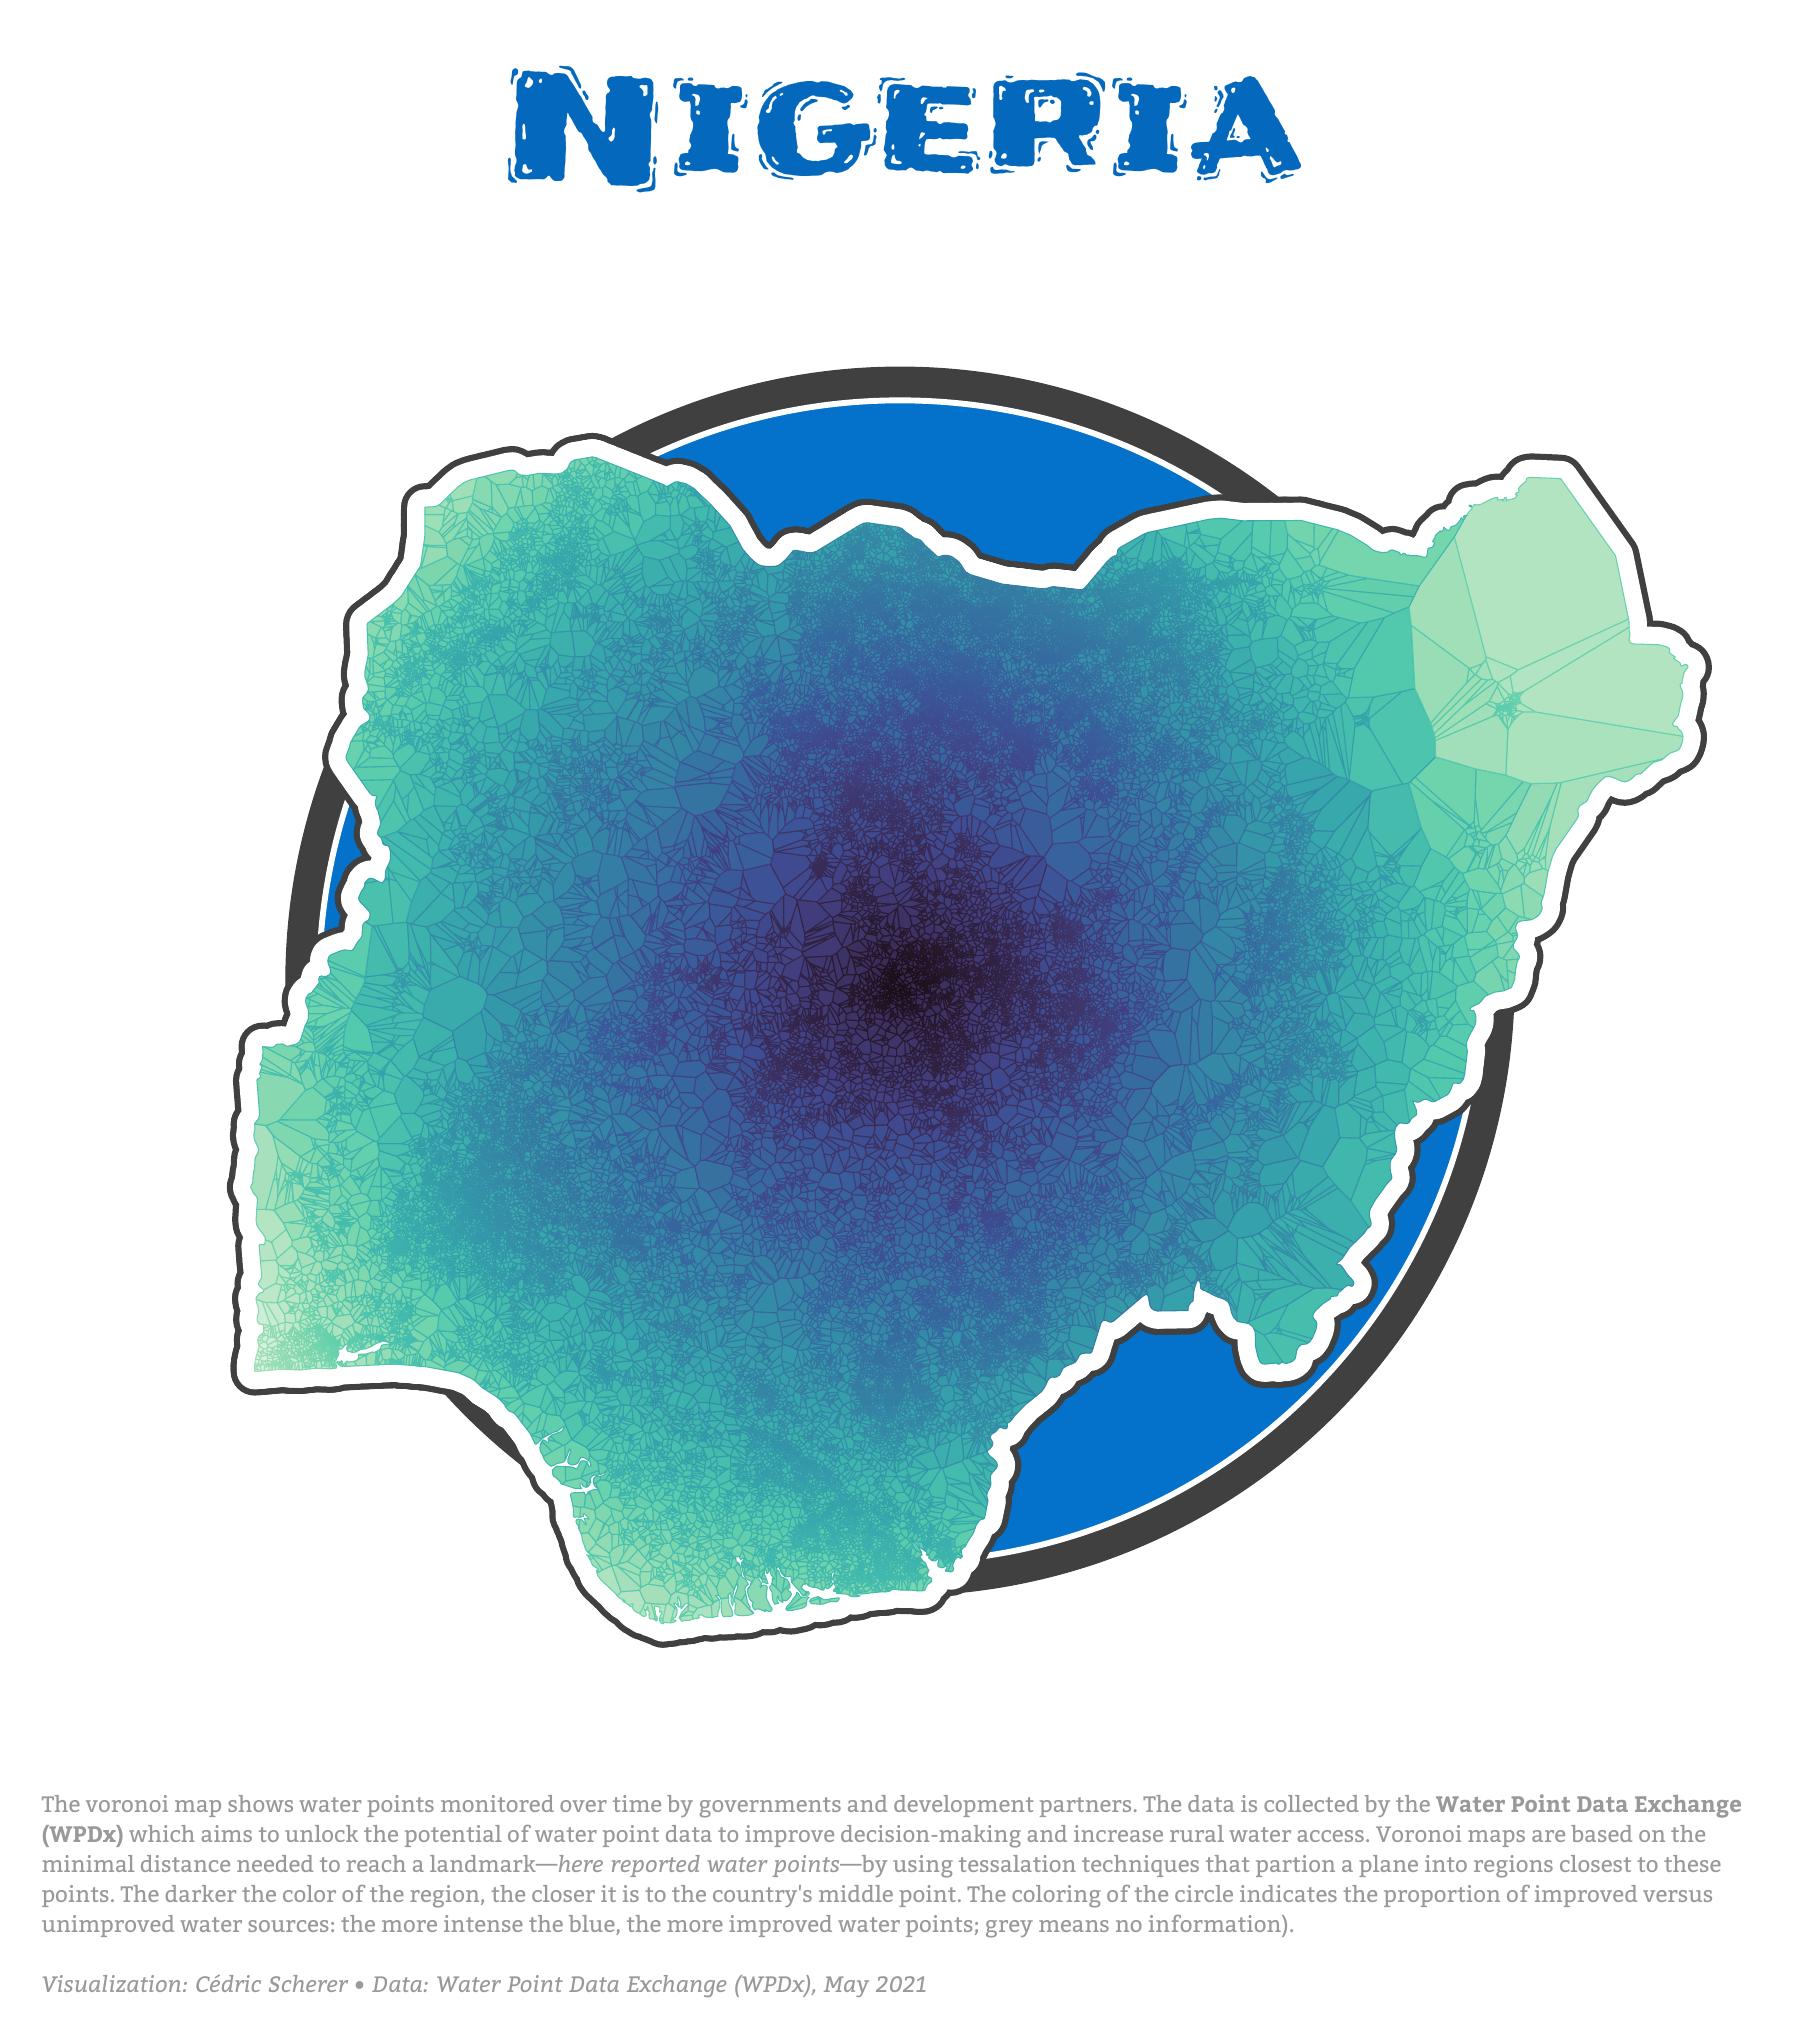 NIGERIA
The voronoi map shows water points monitored over time by governments and development partners. The data is collected by the Water Point Data Exchange
(WPDx) which aims to unlock the potential of water point data to improve decision-making and increase rural water access. Voronoi maps are based on the
minimal distance needed to reach a landmark—here reported water points—by using tessalation techniques that partion a plane into regions closest to these
points. The darker the color of the region, the closer it is to the country's middle point. The coloring of the circle indicates the proportion of improved versus
unimproved water sources: the more intense the blue, the more improved water points; grey means no information).
Visualization: Cédric Scherer • Data: Water Point Data Exchange (WPDx), May 2021